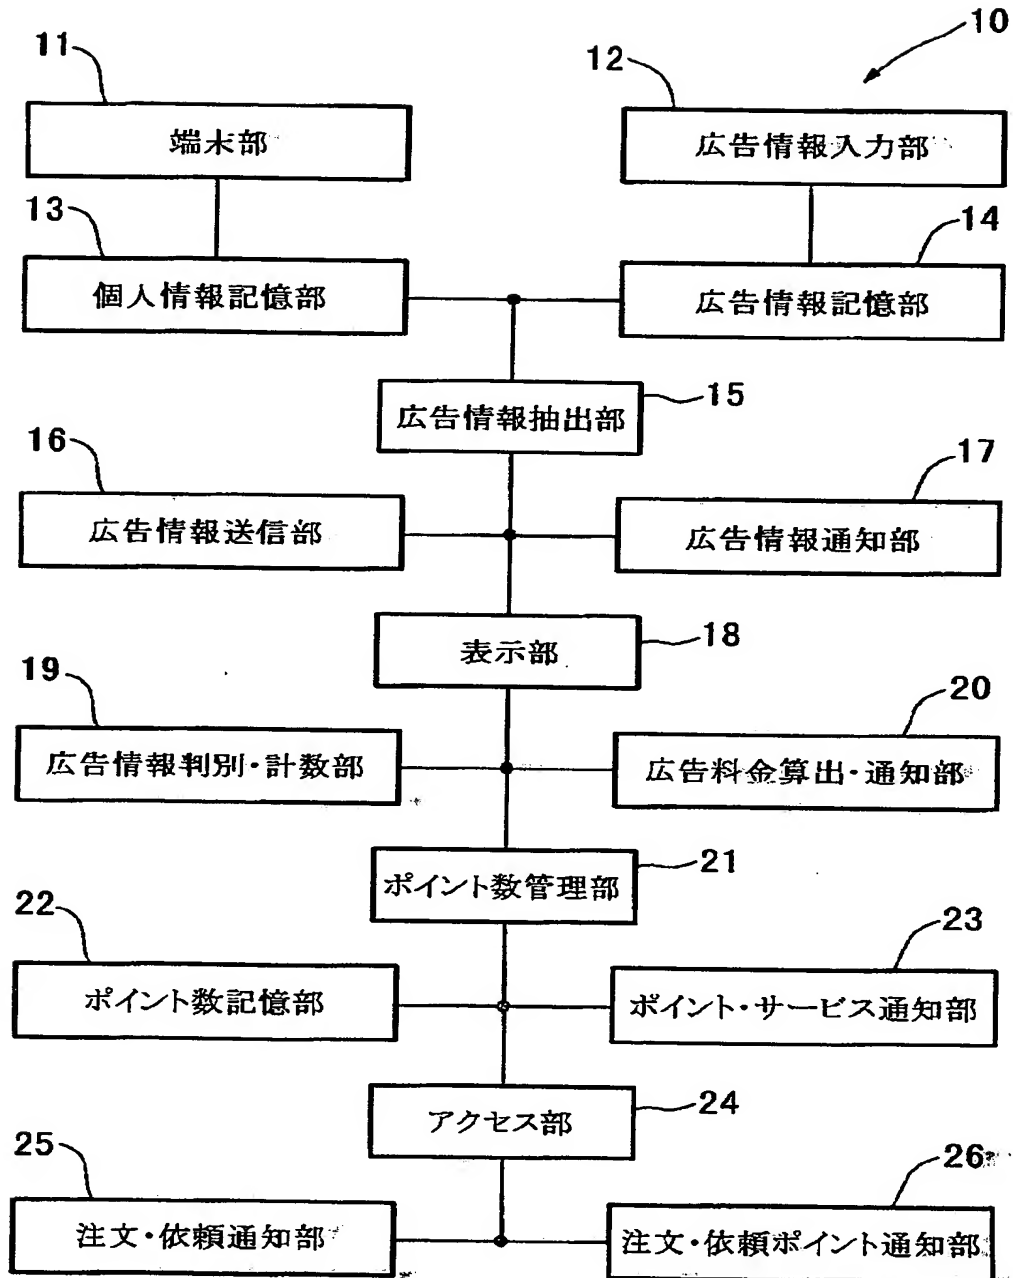 10
11
12
端末部
広告情報入力部
13
14
個人情報記憶部
広告情報記憶部
15
広告情報抽出部
16
17
広告情報送信部
広告情報通知部
18
表示部
19
20
広告情報判別・計数部
広告料金算出・通知部
21
ポイント数管理部
22
23
ポイント数記憶部
ポイント・サービス通知部
24
アクセス部
25
26
注文・依頼通知部
注文・依頼ポイント通知部